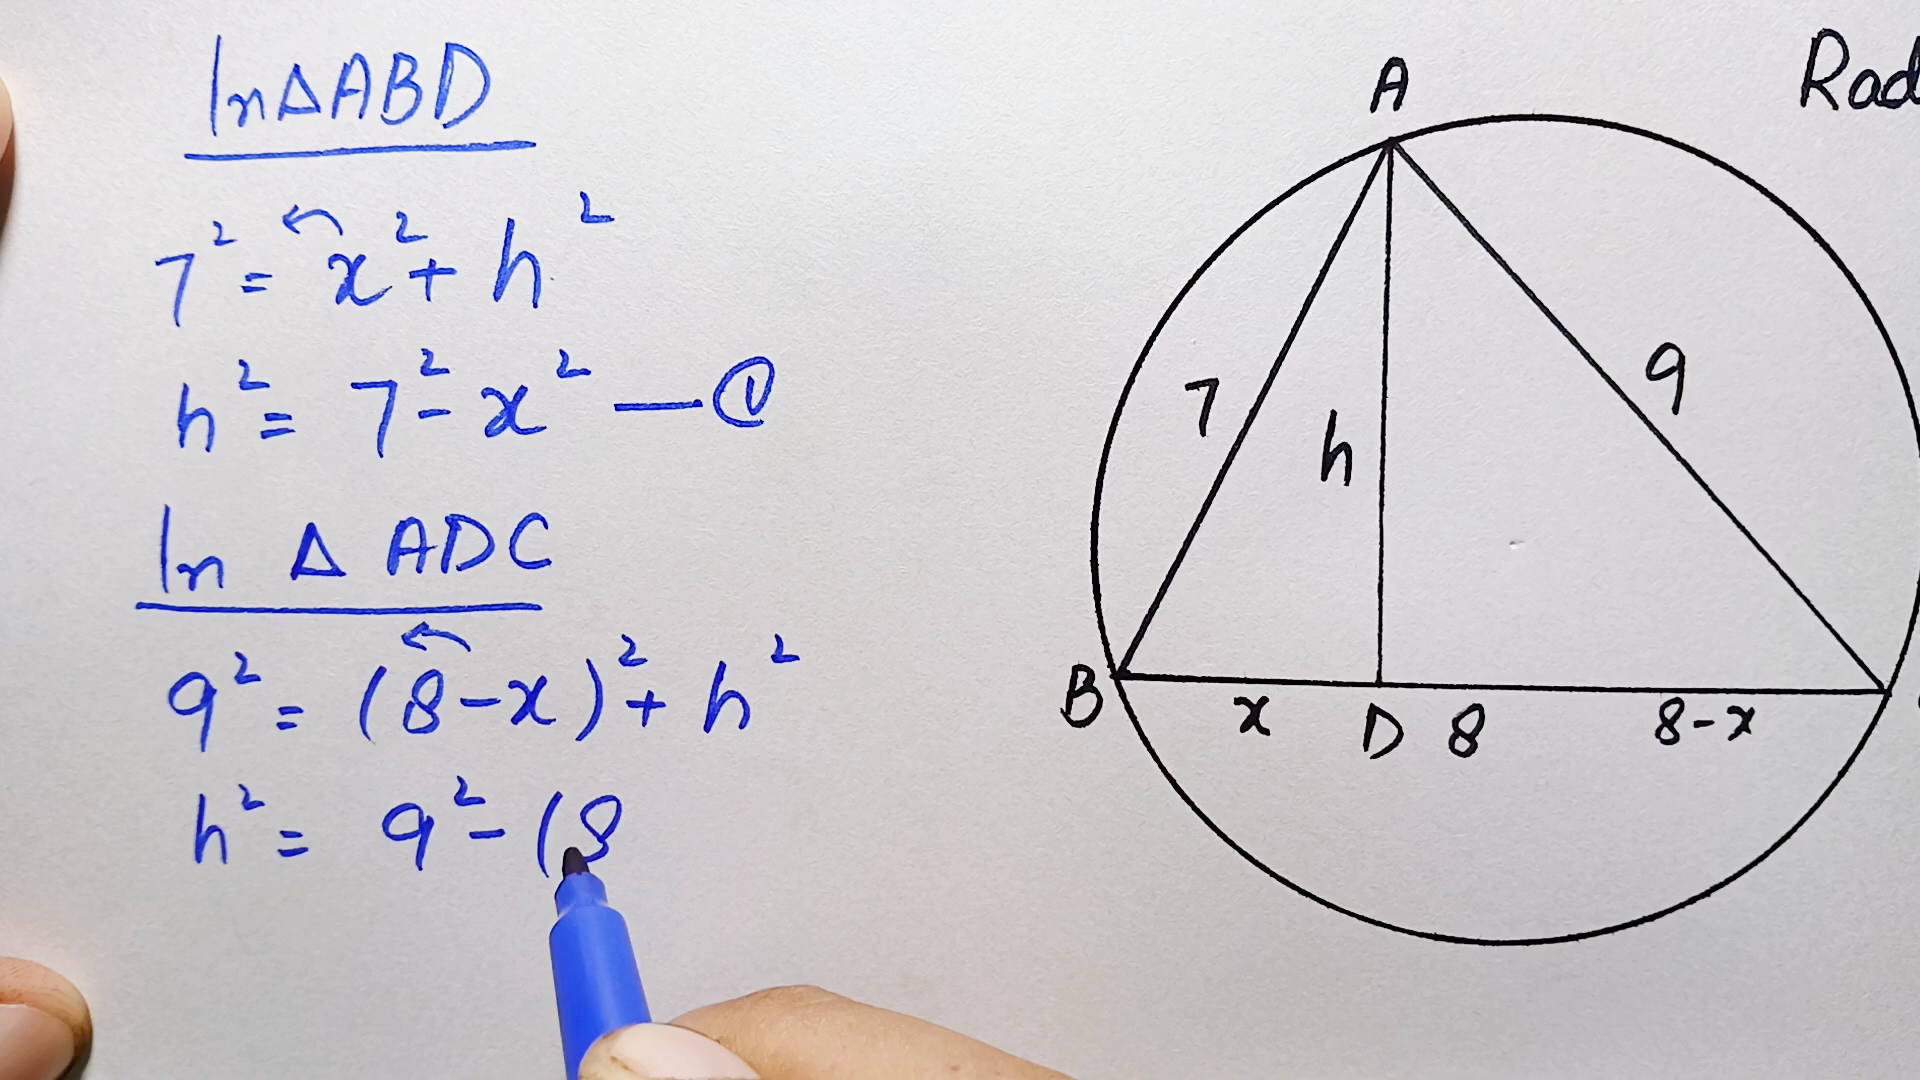 In ΔABD
7² = x² + h²
h² = 7² - x² — ①
In Δ ADC
9² = (8-x)² + h²
h² = 9² - (8
Rad
A
7
h
9
B
x
D
8
8-x